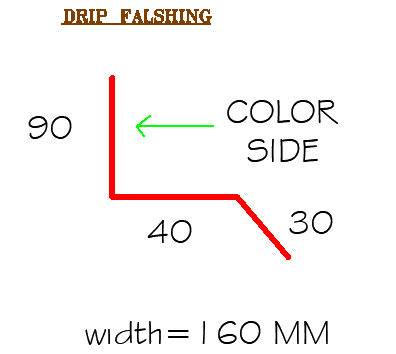 DRIP FALSHING
90
COLOR
SIDE
40
30
width=160 MM